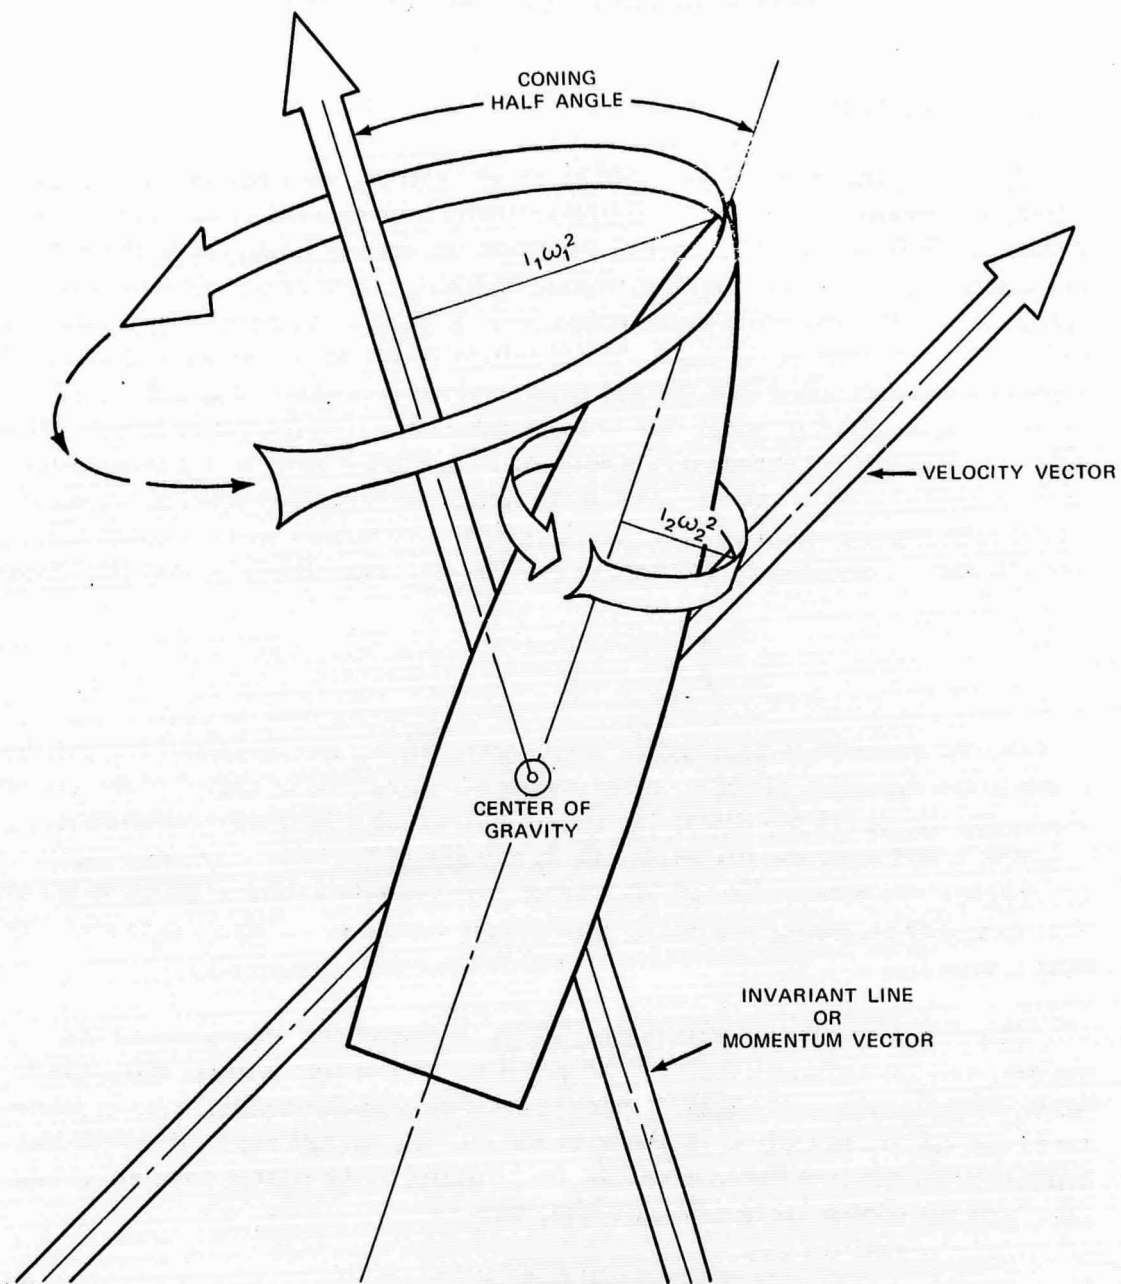 CONING
HALF ANGLE
I₁ω₁²
VELOCITY VECTOR
I₂ω₂²
CENTER OF
GRAVITY
INVARIANT LINE
OR
MOMENTUM VECTOR